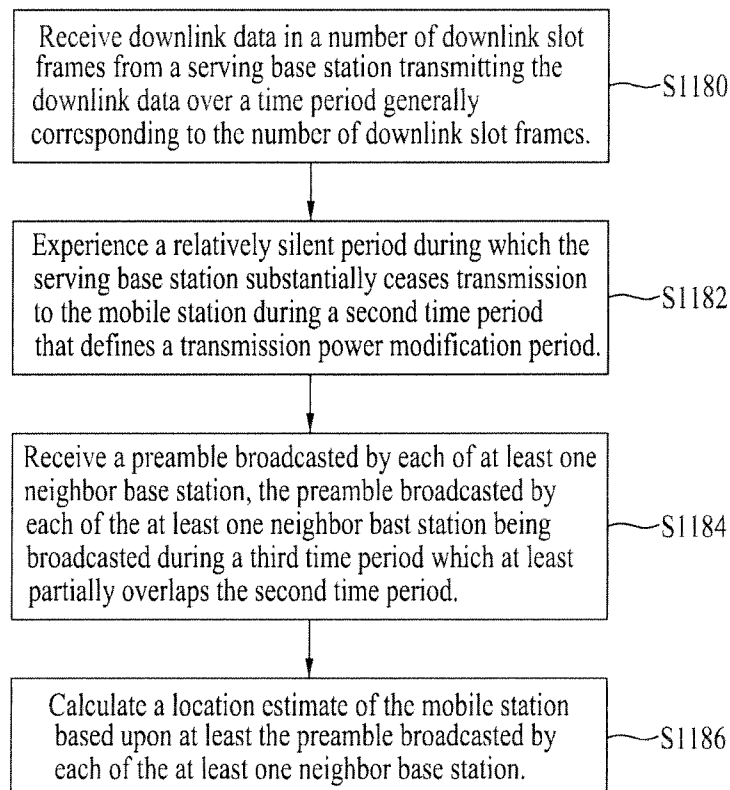 Receive downlink data in a number of downlink slot
frames from a serving base station transmitting the
downlink data over a time period generally
corresponding to the number of downlink slot frames.
S1180
Experience a relatively silent period during which the
serving base station substantially ceases transmission
to the mobile station during a second time period
that defines a transmission power modification period.
S1182
Receive a preamble broadcasted by each of at least one
neighbor base station, the preamble broadcasted by
each of the at least one neighbor bast station being
broadcasted during a third time period which at least
partially overlaps the second time period.
S1184
Calculate a location estimate of the mobile station
based upon at least the preamble broadcasted by
each of the at least one neighbor base station.
S1186